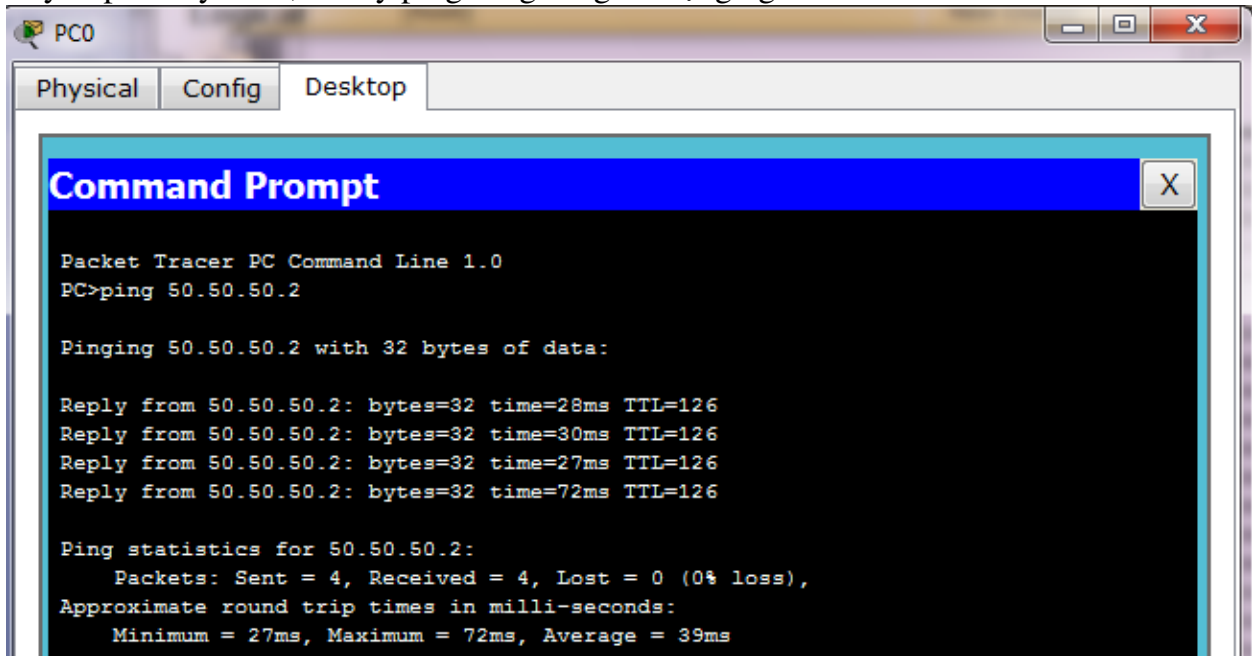 PC0
Physical Config Desktop
Command Prompt
X
Packet Tracer PC Command Line 1.0
PC>ping 50.50.50.2
Pinging 50.50.50.2 with 32 bytes of data:
Reply from 50.50.50.2: bytes=32 time=28ms TTL=126
Reply from 50.50.50.2: bytes=32 time=30ms TTL=126
Reply from 50.50.50.2: bytes=32 time=27ms TTL=126
Reply from 50.50.50.2: bytes=32 time=72ms TTL=126
Ping statistics for 50.50.50.2:
Packets: Sent = 4, Received = 4, Lost = 0 (0% loss),
Approximate round trip times in milli-seconds:
Minimum = 27ms, Maximum = 72ms, Average = 39ms